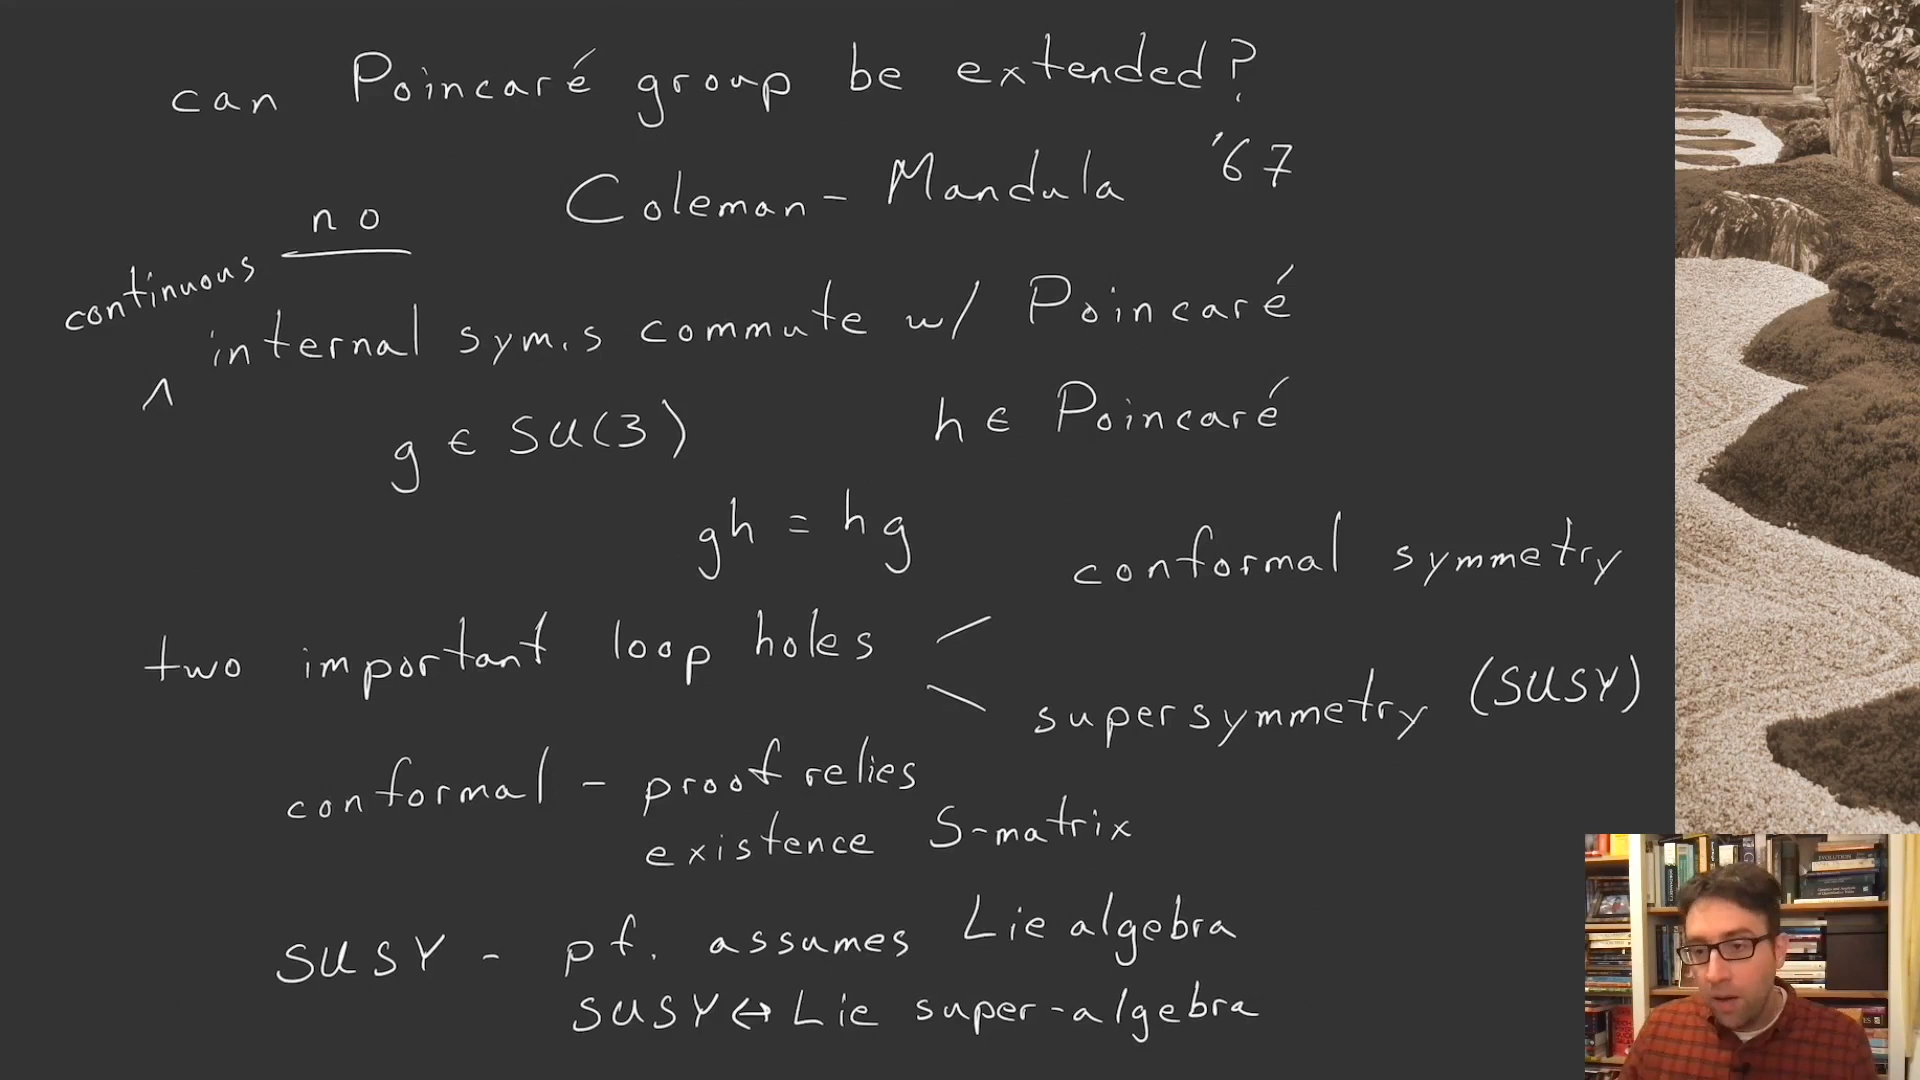 can Poincaré group be extended?
Coleman-Mandula '67
no
continuous
^ internal sym.s commute w/ Poincaré
g ∈ SU(3) h ∈ Poincaré
gh = hg
two important loop holes
conformal symmetry
supersymmetry (SUSY)
conformal - proof relies
existence S-matrix
SUSY - pf. assumes Lie algebra
SUSY ↔ Lie super-algebra